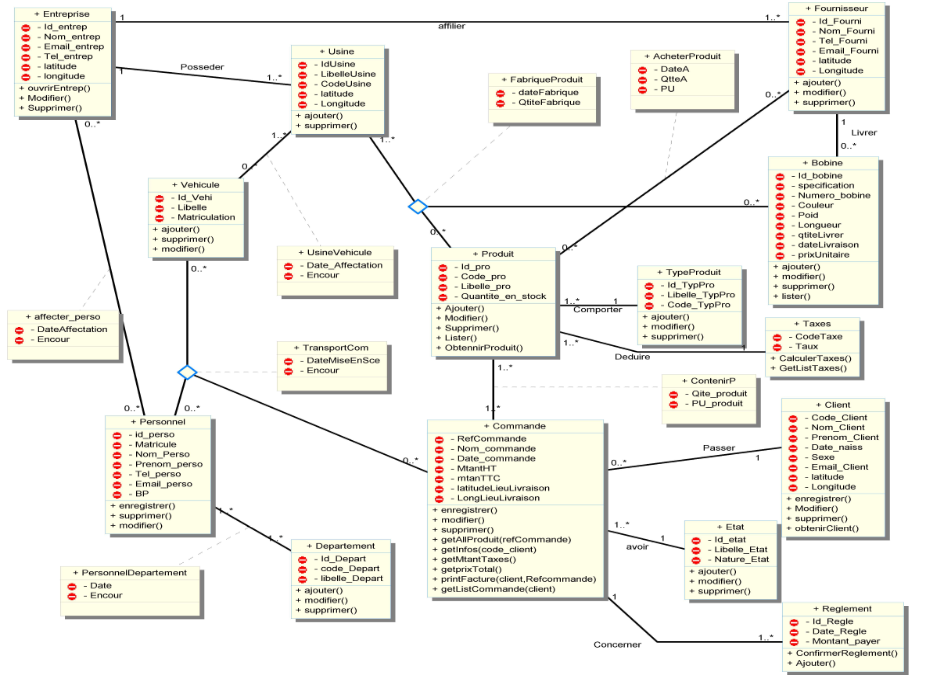 + Entreprise
- Id_entrep
- Nom_entrep
- Email_entrep
- Tel_entrep
- latitude
- longitude
+ ouvrirEntrep()
+ Modifier()
+ Supprimer()
1
affilier
1..*
+ Fournisseur
- Id_Fourni
- Nom_Fourni
- Tel_Fourni
- Email_Fourni
- latitude
- Longitude
+ ajouter()
+ modifier()
+ supprimer()
1
Posseder
1..*
+ Usine
- IdUsine
- LibelleUsine
- CodeUsine
- latitude
- Longitude
+ ajouter()
+ supprimer()
+ FabriqueProduit
- dateFabrique
- QtiteFabrique
+ AcheterProduit
- DateA
- QtteA
- PU
0..*
1
Livrer
0..*
0..*
1..*
1..*
0..*
+ Vehicule
- Id_Vehi
- Libelle
- Matriculation
+ ajouter()
+ supprimer()
+ modifier()
0..*
+ Bobine
- Id_bobine
- specification
- Numero_bobine
- Couleur
- Poid
- Longueur
- qtiteLivrer
- dateLivraison
- prixUnitaire
+ ajouter()
+ modifier()
+ supprimer()
+ lister()
0..*
0..*
0..*
+ UsineVehicule
- Date_Affectation
- Encour
+ Produit
- Id_pro
- Code_pro
- Libelle_pro
- Quantite_en_stock
+ Ajouter()
+ Modifier()
+ Supprimer()
+ Lister()
+ ObtennirProduit()
1..*
1
Comporter
+ TypeProduit
- Id_TypPro
- Libelle_TypPro
- Code_TypPro
+ ajouter()
+ modifier()
+ supprimer()
0..*
+ affecter_perso
- DateAffectation
- Encour
+ TransportCom
- DateMiseEnSce
- Encour
1..*
Deduire
1
+ Taxes
- CodeTaxe
- Taux
+ CalculerTaxes()
+ GetListTaxes()
1..*
1..*
+ ContenirP
- Qite_produit
- PU_produit
0..*
0..*
+ Personnel
- id_perso
- Matricule
- Nom_Perso
- Prenom_perso
- Tel_perso
- Email_perso
- BP
+ enregistrer()
+ supprimer()
+ modifier()
0..*
+ Commande
- RefCommande
- Nom_commande
- Date_commande
- MtantHT
- mtanTTC
- latitudeLieuLivraison
- LongLieuLivraison
+ enregistrer()
+ modifier()
+ supprimer()
+ getAllProduit(refCommande)
+ getInfos(code_client)
+ getMtantTaxes()
+ getprixTotal()
+ printFacture(client,Refcommande)
+ getListCommande(client)
0..*
Passer
1
+ Client
- Code_Client
- Nom_Client
- Prenom_Client
- Date_naiss
- Sexe
- Email_Client
- latitude
- Longitude
+ enregistrer()
+ Modifier()
+ supprimer()
+ obtenirClient()
1..*
avoir
1
+ Etat
- Id_etat
- Libelle_Etat
- Nature_Etat
+ ajouter()
+ modifier()
+ supprimer()
1..*
1..*
+ PersonnelDepartement
- Date
- Encour
+ Departement
- Id_Depart
- code_Depart
- libelle_Depart
+ ajouter()
+ modifier()
+ supprimer()
1
Concerner
1..*
+ Reglement
- Id_Regle
- Date_Regle
- Montant_payer
+ ConfirmerReglement()
+ Ajouter()